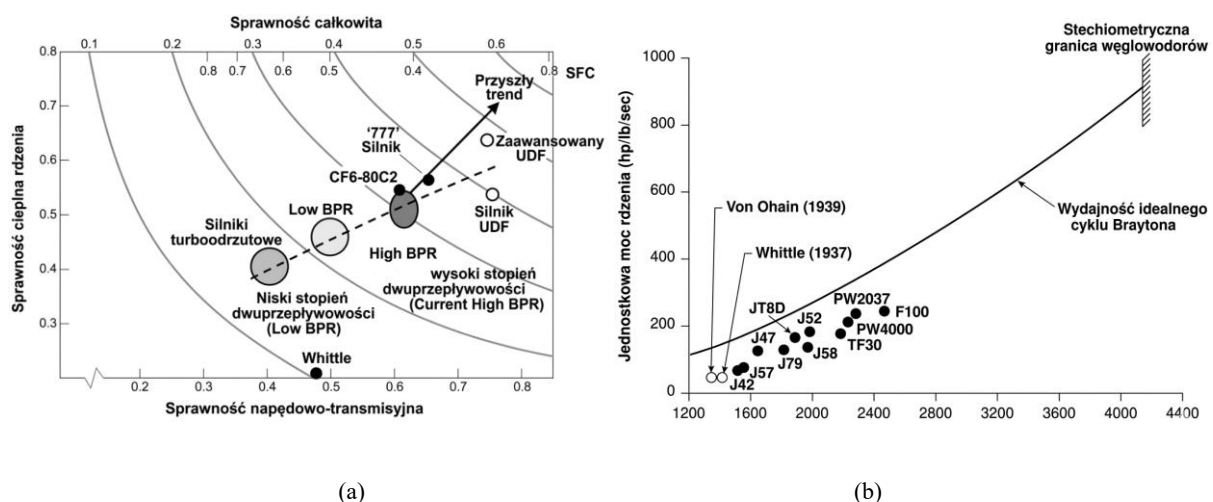 Sprawność całkowita
0.1 0.2 0.3 0.4 0.5 0.6
0.8 0.7 0.6 0.5 0.4 0.8 SFC
Sprawność cieplna rdzenia
0.8
0.7
0.6
0.5
0.4
0.3
Przyszły
trend
'777'
Silnik
Zaawansowany
UDF
CF6-80C2
Low BPR
Silnik
UDF
Silniki
turboodrzutowe
High BPR
wysoki stopień
dwuprzepływowości
(Current High BPR)
Niski stopień
dwuprzepływowości
(Low BPR)
Whittle
0.2 0.3 0.4 0.5 0.6 0.7 0.8
Sprawność napędowo-transmisyjna
(a)
Stechiometryczna
granica węglowodorów
Jednostkowa moc rdzenia (hp/lb/sec)
1000
800
600
400
200
0
Von Ohain (1939)
Whittle (1937)
Wydajność idealnego
cyklu Braytona
JT8D
J52
PW2037
F100
PW4000
TF30
J47
J79
J58
J57
J42
1200 1600 2000 2400 2800 3200 3600 4000 4400
(b)